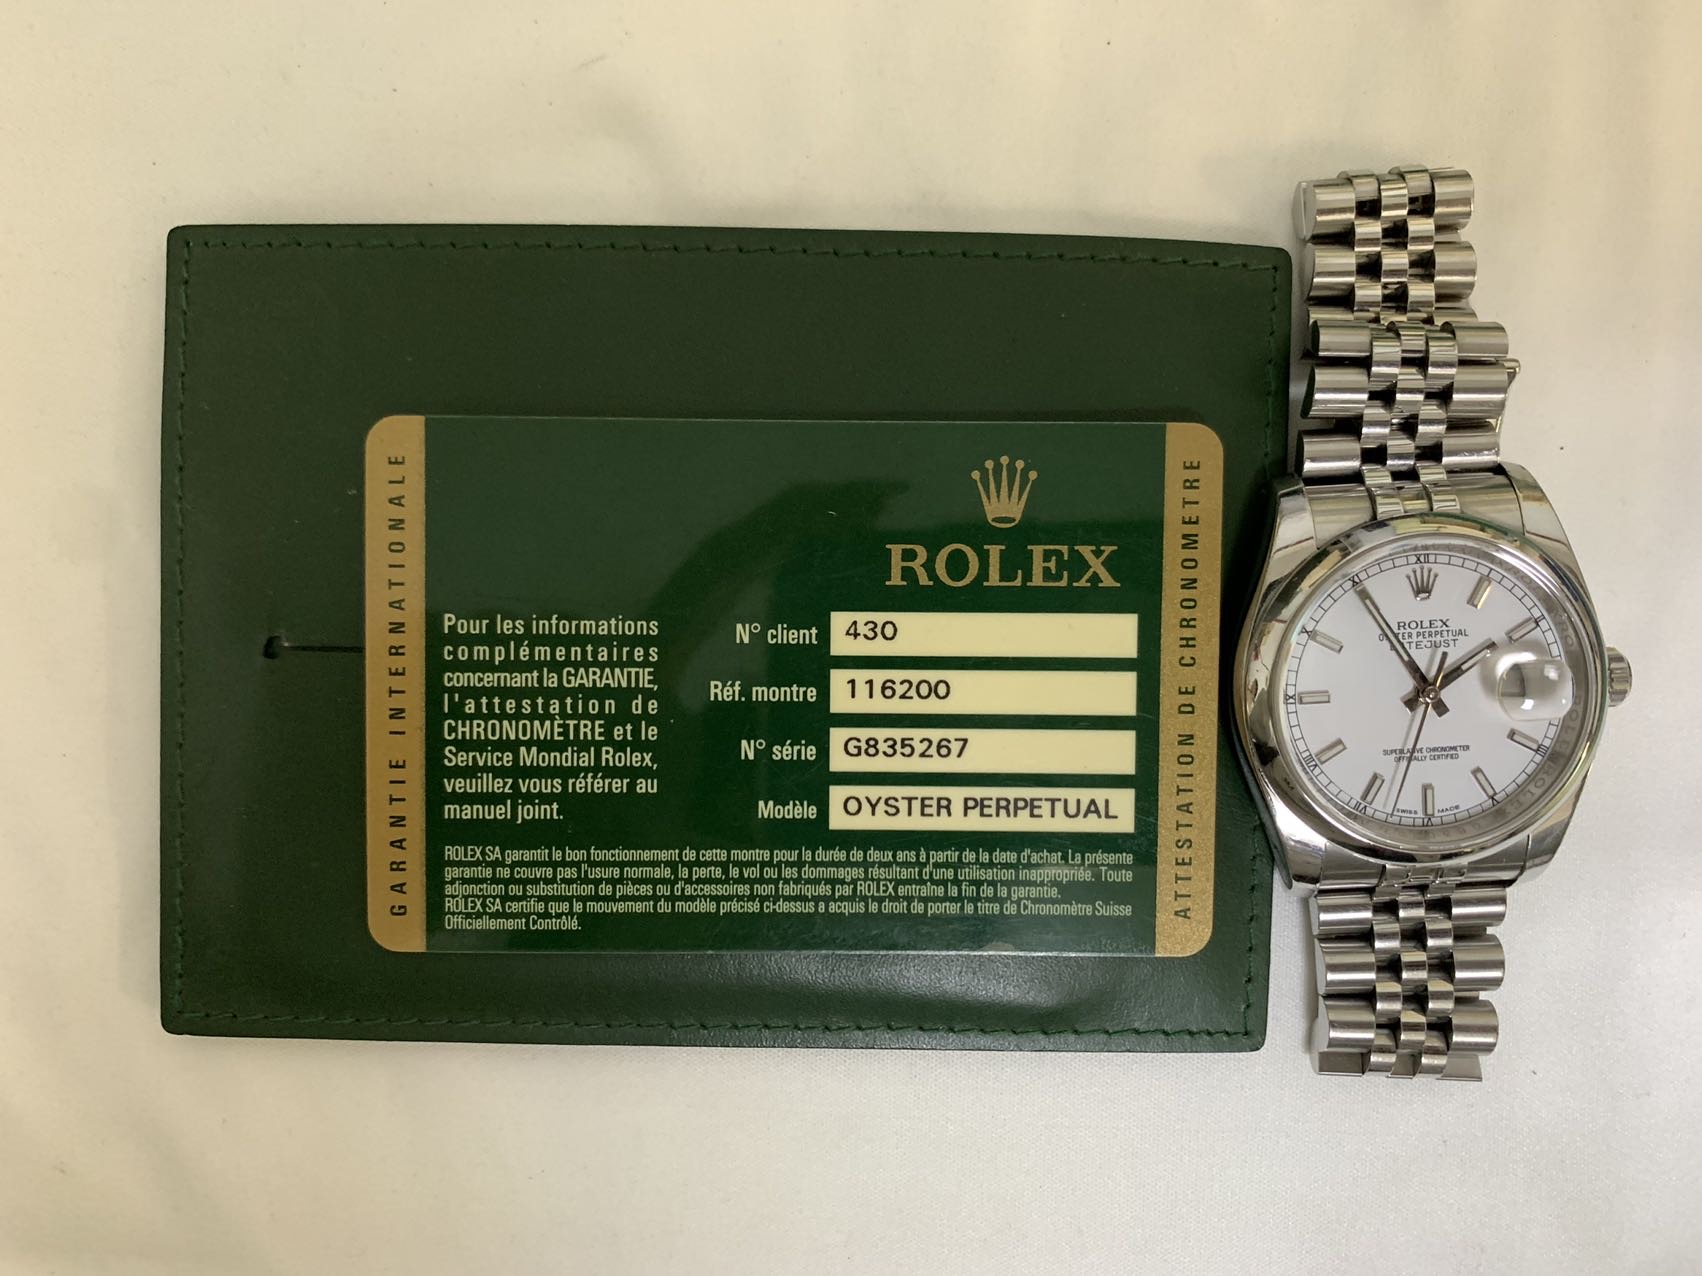 GARANTIE INTERNATIONALE
ROLEX
Pour les informations
complémentaires
concernant la GARANTIE,
l'attestation de
CHRONOMÈTRE et le
Service Mondial Rolex,
veuillez vous référer au
manuel joint.
N° client 430
Réf. montre 116200
N° série G835267
Modèle OYSTER PERPETUAL
ROLEX SA garantit le bon fonctionnement de cette montre pour la durée de deux ans à partir de la date d'achat. La présente
garantie ne couvre pas l'usure normale, la perte, le vol ou les dommages résultant d'une utilisation inappropriée. Toute
adjonction ou substitution de pièces ou d'accessoires non fabriqués par ROLEX entraîne la fin de la garantie.
ROLEX SA certifie que le mouvement du modèle précisé ci-dessus a acquis le droit de porter le titre de Chronomètre Suisse
Officiellement Contrôlé.
ATTESTATION DE CHRONOMETRE
XII
XI
X
IX
VIII
VII
VI
ROLEX
OYSTER PERPETUAL
DATEJUST
SUPERLATIVE CHRONOMETER
OFFICIALLY CERTIFIED
SWISS MADE